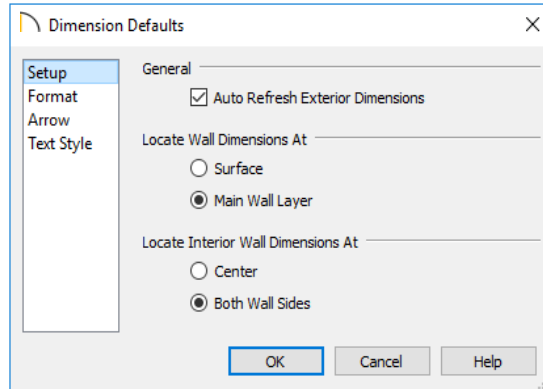 Dimension Defaults
Setup
Format
Arrow
Text Style
General
Auto Refresh Exterior Dimensions
Locate Wall Dimensions At
Surface
Main Wall Layer
Locate Interior Wall Dimensions At
Center
Both Wall Sides
OK
Cancel
Help